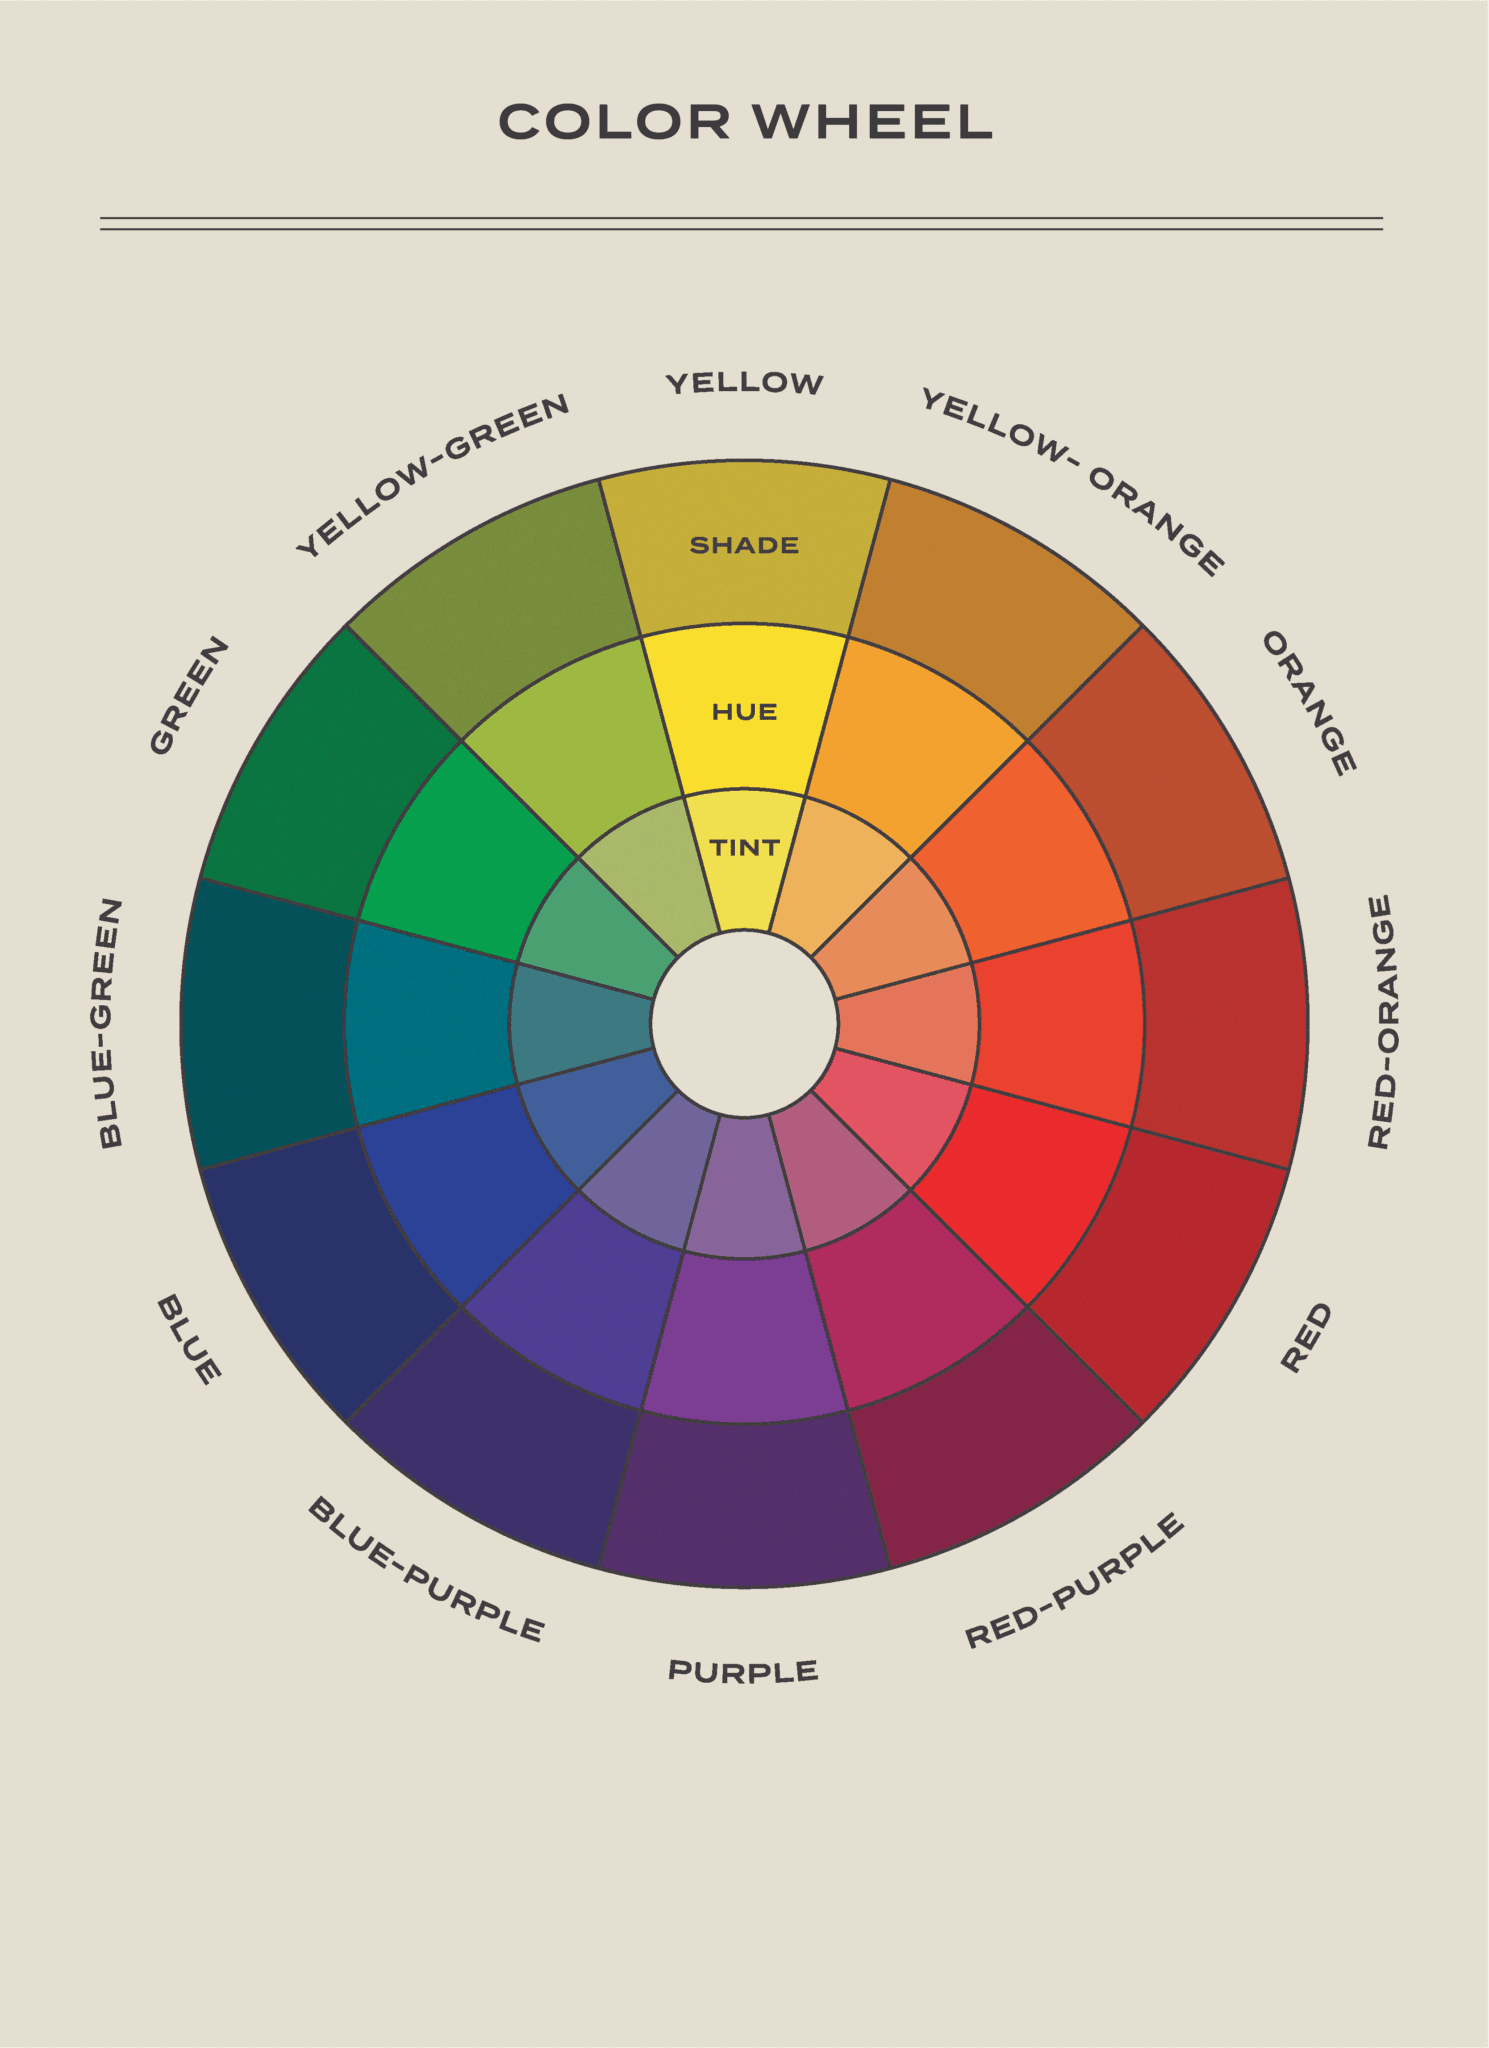 COLOR WHEEL
YELLOW
YELLOW- ORANGE
ORANGE
RED-ORANGE
RED
RED-PURPLE
PURPLE
BLUE-PURPLE
BLUE
BLUE-GREEN
GREEN
YELLOW-GREEN
SHADE
HUE
TINT